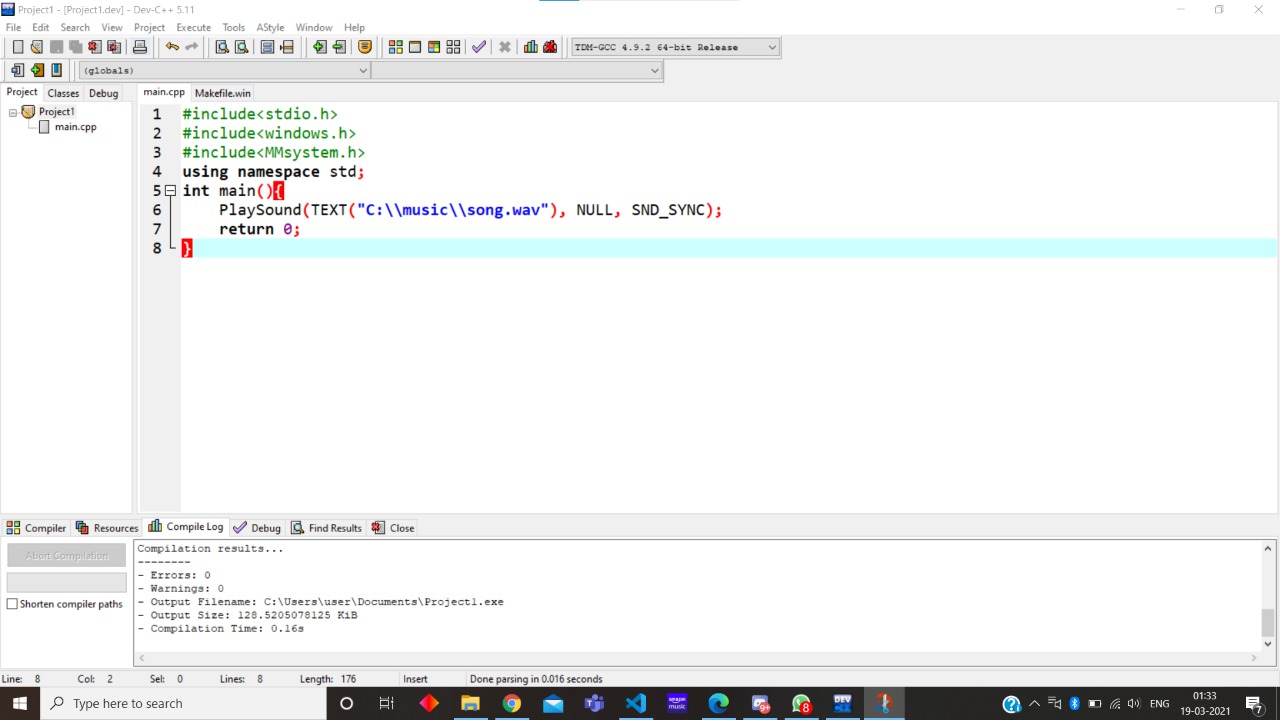 Project1 - [Project1.dev] - Dev-C++ 5.11
File Edit Search View Project Execute Tools AStyle Window Help
TDM-GCC 4.9.2 64-bit Release
(globals)
Project Classes Debug
main.cpp Makefile.win
Project1
main.cpp
1 #include<stdio.h>
2 #include<windows.h>
3 #include<MMsystem.h>
4 using namespace std;
5 int main(){
6 PlaySound(TEXT("C:\\music\\song.wav"), NULL, SND_SYNC);
7 return 0;
8 }
Compiler Resources Compile Log Debug Find Results Close
Abort Compilation
Shorten compiler paths
Compilation results...
--------
- Errors: 0
- Warnings: 0
- Output Filename: C:\Users\user\Documents\Project1.exe
- Output Size: 128.5205078125 KiB
- Compilation Time: 0.16s
Line: 8 Col: 2 Sel: 0 Lines: 8 Length: 176 Insert Done parsing in 0.016 seconds
Type here to search
DEV
8
ENG
01:33
19-03-2021
7